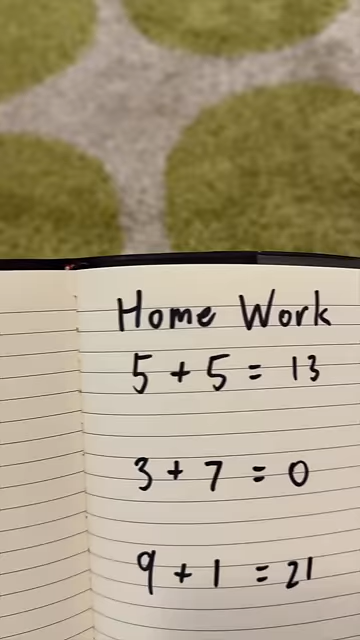 Home Work
5 + 5 = 13
3 + 7 = 0
9 + 1 = 21